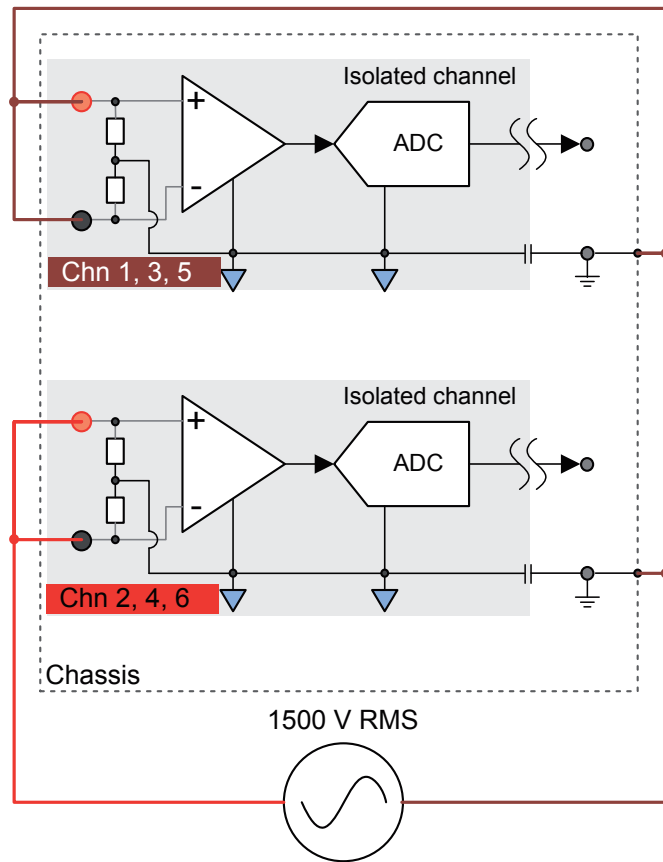 Isolated channel
+
ADC
-
Chn 1, 3, 5
Isolated channel
+
ADC
-
Chn 2, 4, 6
Chassis
1500 V RMS